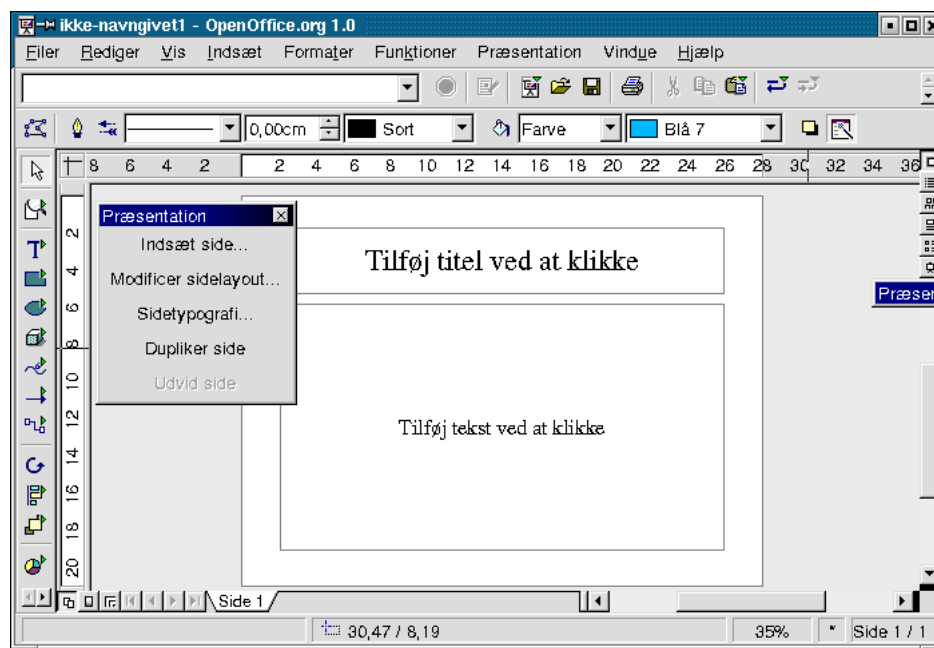 ikke-navngivet1 - OpenOffice.org 1.0
Filer Rediger Vis Indsæt Formater Funktioner Præsentation Vindue Hjælp
0,00cm Sort Farve Blå 7
8 6 4 2 2 4 6 8 10 12 14 16 18 20 22 24 26 28 30 32 34 36
2
4
6
8
10
12
14
16
18
20
Præsentation
Indsæt side...
Modificer sidelayout...
Sidetypografi...
Dupliker side
Udvid side
Tilføj titel ved at klikke
Præsen
Tilføj tekst ved at klikke
Side 1
30,47 / 8,19 35% * Side 1 / 1